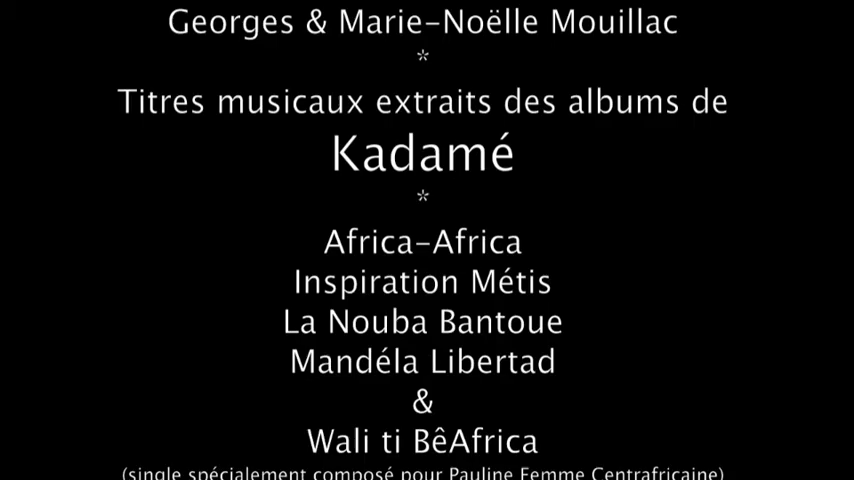 Georges & Marie-Noëlle Mouillac
*
Titres musicaux extraits des albums de
Kadamé
*
Africa-Africa
Inspiration Métis
La Nouba Bantoue
Mandéla Libertad
&
Wali ti BêAfrica
(single spécialement composé pour Pauline Femme Centrafricaine)